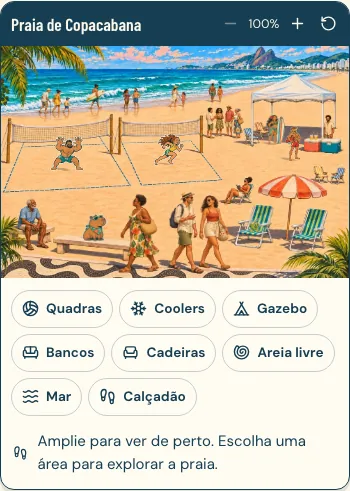 Praia de Copacabana
100%
Quadras
Coolers
Gazebo
Bancos
Cadeiras
Areia livre
Mar
Calçadão
Amplie para ver de perto. Escolha uma
área para explorar a praia.